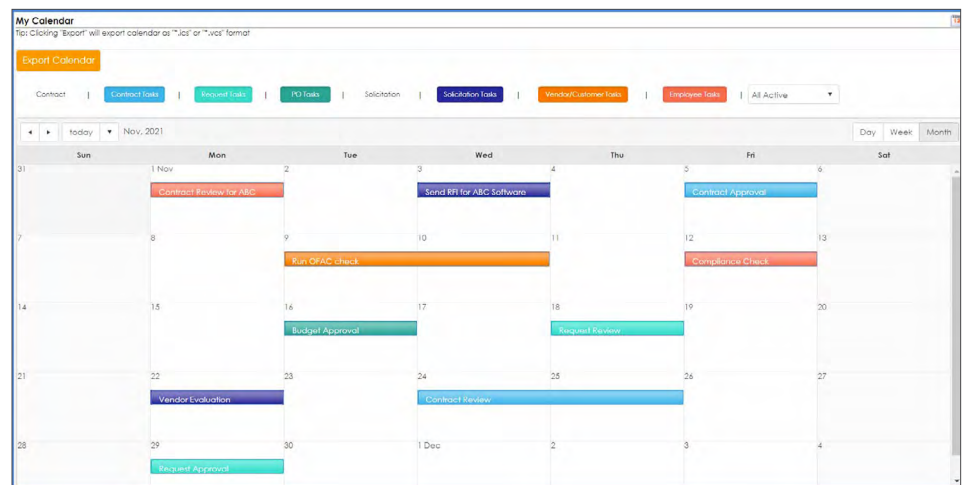 My Calendar
Tip: Clicking "Export" will export calendar as "*.ics" or "*.vcs" format
Export Calendar
Contract | Contract Tasks | Request Tasks | PO Tasks | Solicitation | Solicitation Tasks | Vendor/Customer Tasks | Employee Tasks | All Active
today Nov, 2021 Day Week Month
Sun Mon Tue Wed Thu Fri Sat
31 1 Nov 2 3 4 5 6
Contract Review for ABC Send RFI for ABC Software Contract Approval
7 8 9 10 11 12 13
Run OFAC check Compliance Check
14 15 16 17 18 19 20
Budget Approval Request Review
21 22 23 24 25 26 27
Vendor Evaluation Contract Review
28 29 30 1 Dec 2 3 4
Request Approval